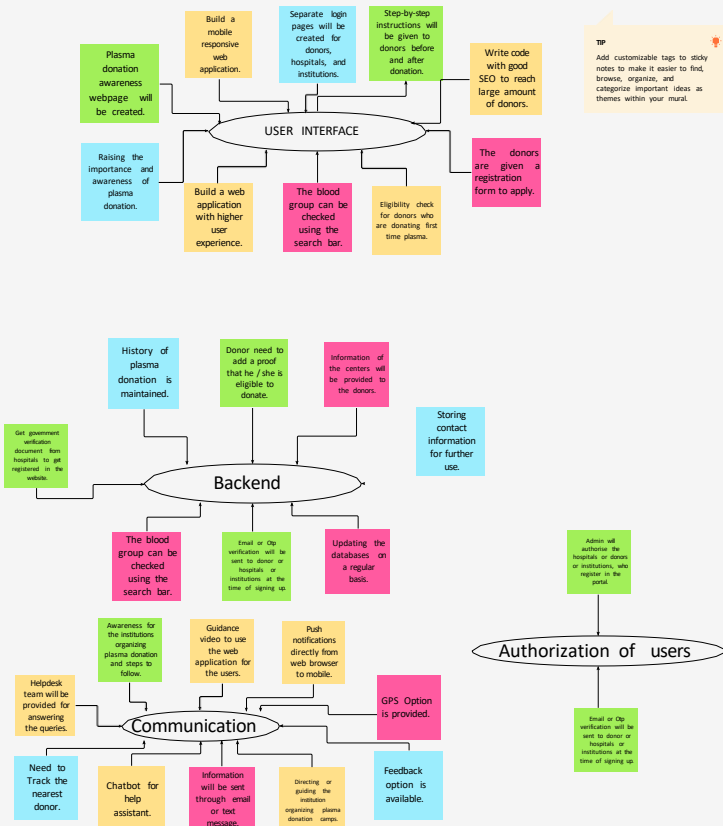 Build a
mobile
responsive
web
application.
Separate login
pages will be
created for
donors,
hospitals, and
institutions.
Step-by-step
instructions
will be
given to
donors before
and after
donation.
Plasma
donation
awareness
webpage will
be created.
Write code
with good
SEO to reach
large amount
of donors.
TIP
Add customizable tags to sticky
notes to make it easier to find,
browse, organize, and
categorize important ideas as
themes within your mural.
USER INTERFACE
Raising the
importance and
awareness of
plasma
donation.
Build a web
application
with higher
user
experience.
The blood
group can be
checked
using the
search bar.
Eligibility check
for donors who
are donating first
time plasma.
The donors
are given a
registration
form to apply.
History of
plasma
donation is
maintained.
Donor need to
add a proof
that he / she is
eligible to
donate.
Information of
the centers will
be provided to
the donors.
Storing
contact
information
for further
use.
Get government
verification
document from
hospitals to get
registered in the
website.
Backend
The blood
group can be
checked
using the
search bar.
Email or Otp
verification will be
sent to donor or
hospitals or
institutions at the
time of signing up.
Updating the
databases on
a regular
basis.
Admin will
authorise the
hospitals or donors
or institutions, who
register in the
portal.
Authorization of users
Email or Otp
verification will be
sent to donor or
hospitals or
institutions at the
time of signing up.
Awareness for
the institutions
organizing
plasma donation
and steps to
follow.
Guidance
video to use
the web
application for
the users.
Push
notifications
directly from
web browser
to mobile.
Helpdesk
team will be
provided for
answering
the queries.
GPS Option
is provided.
Communication
Need to
Track the
nearest
donor.
Chatbot for
help
assistant.
Information
will be sent
through email
or text
message.
Directing or
guiding the
institution
organizing plasma
donation camps.
Feedback
option is
available.